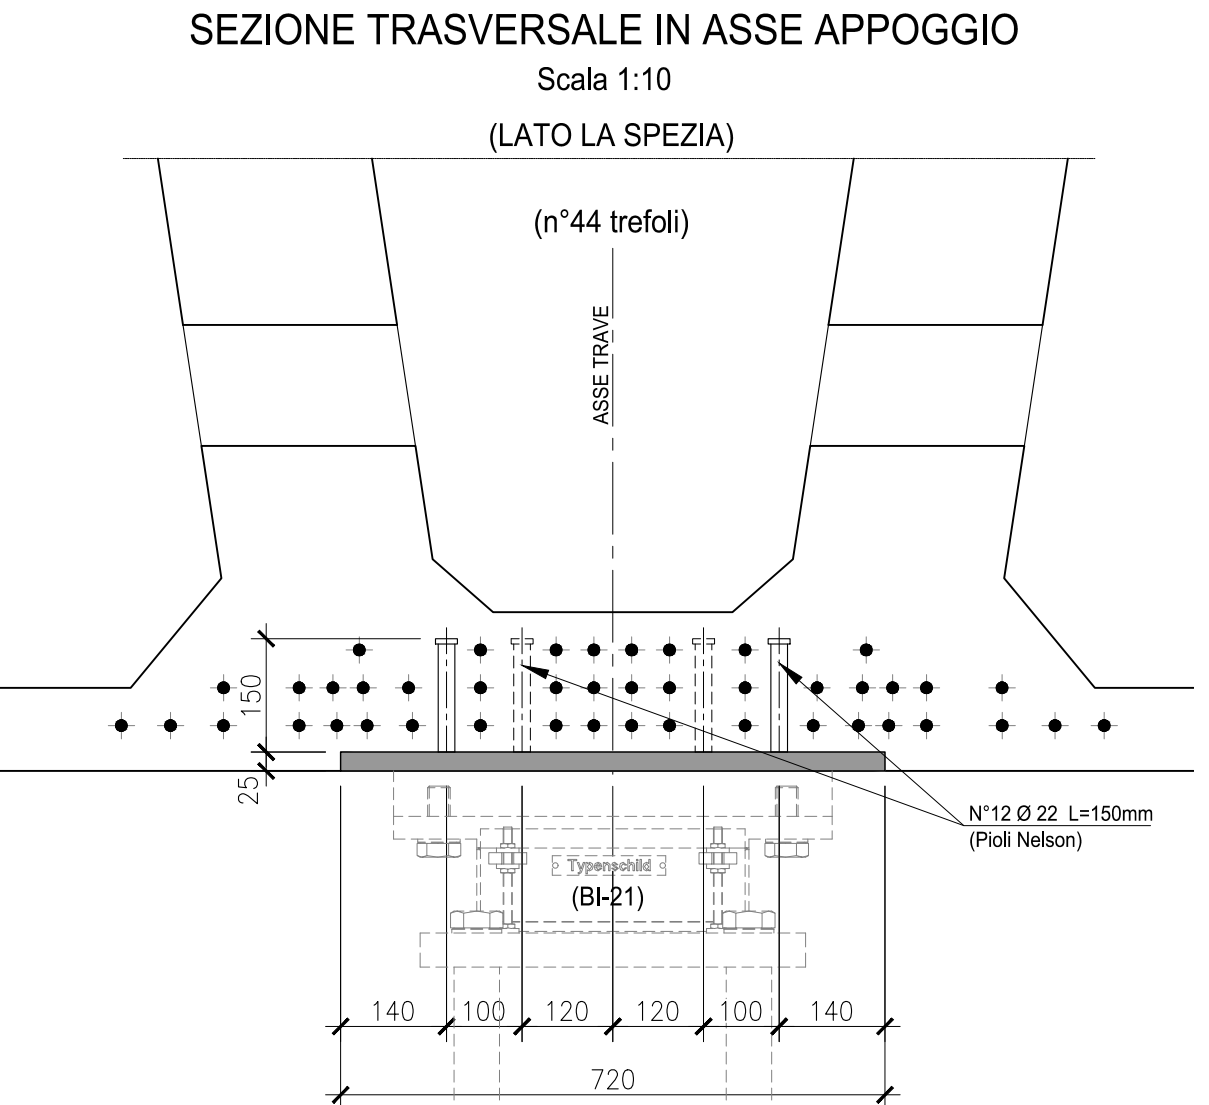 SEZIONE TRASVERSALE IN ASSE APPOGGIO
Scala 1:10
(LATO LA SPEZIA)
(n°44 trefoli)
ASSE TRAVE
150
25
N°12 Ø 22 L=150mm
(Pioli Nelson)
Typenschild
(BI-21)
140 100 120 120 100 140
720